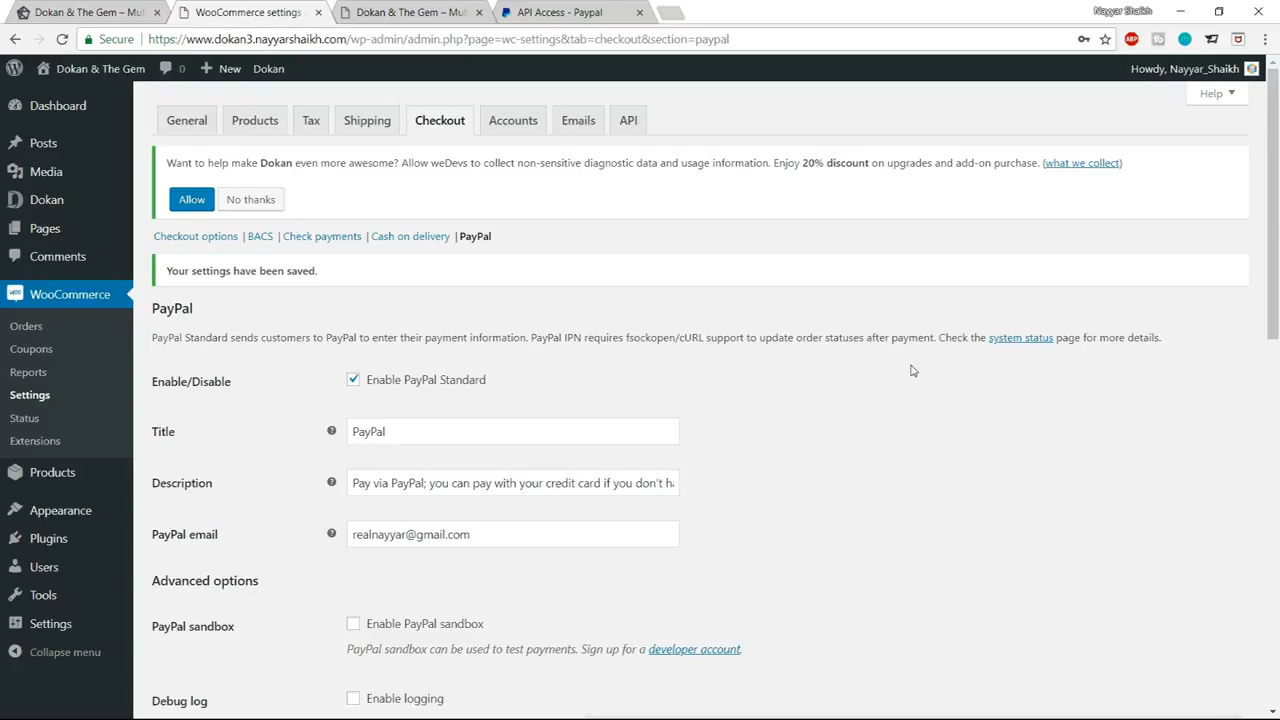 Dokan & The Gem – Mul
WooCommerce settings
Dokan & The Gem – Mul
API Access - Paypal
Nayyar Shaikh
Secure
https://www.dokan3.nayyarshaikh.com/wp-admin/admin.php?page=wc-settings&tab=checkout&section=paypal
ABP
Dokan & The Gem
0
New
Dokan
Howdy, Nayyar_Shaikh
Help
Dashboard
Posts
Media
Dokan
Pages
Comments
WooCommerce
Orders
Coupons
Reports
Settings
Status
Extensions
Products
Appearance
Plugins
Users
Tools
Settings
Collapse menu
General
Products
Tax
Shipping
Checkout
Accounts
Emails
API
Want to help make Dokan even more awesome? Allow weDevs to collect non-sensitive diagnostic data and usage information. Enjoy 20% discount on upgrades and add-on purchase. (what we collect)
Allow
No thanks
Checkout options | BACS | Check payments | Cash on delivery | PayPal
Your settings have been saved.
PayPal
PayPal Standard sends customers to PayPal to enter their payment information. PayPal IPN requires fsockopen/cURL support to update order statuses after payment. Check the system status page for more details.
Enable/Disable
Enable PayPal Standard
Title
PayPal
Description
Pay via PayPal; you can pay with your credit card if you don't ha
PayPal email
realnayyar@gmail.com
Advanced options
PayPal sandbox
Enable PayPal sandbox
PayPal sandbox can be used to test payments. Sign up for a developer account.
Debug log
Enable logging